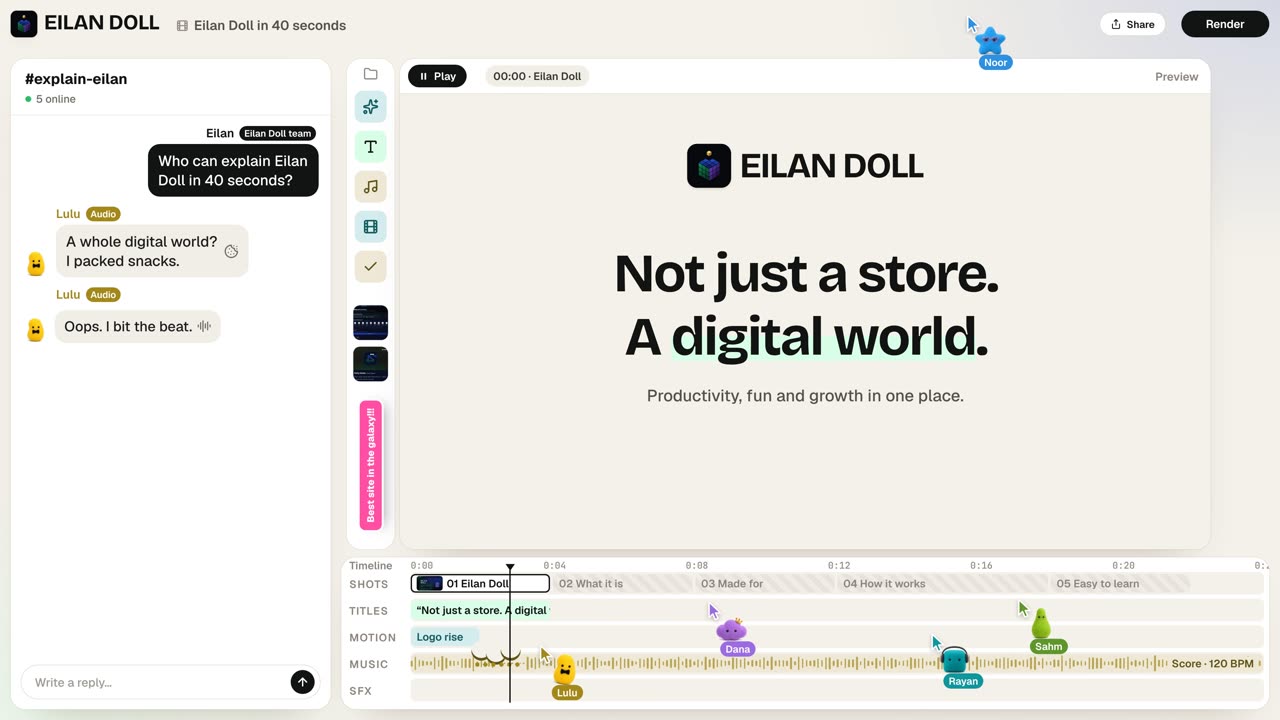 EILAN DOLL
Eilan Doll in 40 seconds
Noor
Share
Render
#explain-eilan
5 online
Eilan Eilan Doll team
Who can explain Eilan
Doll in 40 seconds?
Lulu Audio
A whole digital world?
I packed snacks.
Lulu Audio
Oops. I bit the beat.
Write a reply...
T
Best site in the galaxy!!!
Play
00:00 · Eilan Doll
Preview
EILAN DOLL
Not just a store.
A digital world.
Productivity, fun and growth in one place.
Timeline 0:00 0:04 0:08 0:12 0:16 0:20
SHOTS 01 Eilan Doll 02 What it is 03 Made for 04 How it works 05 Easy to learn
TITLES “Not just a store. A digital
MOTION Logo rise
MUSIC Score · 120 BPM
SFX
Lulu
Dana
Rayan
Sahm